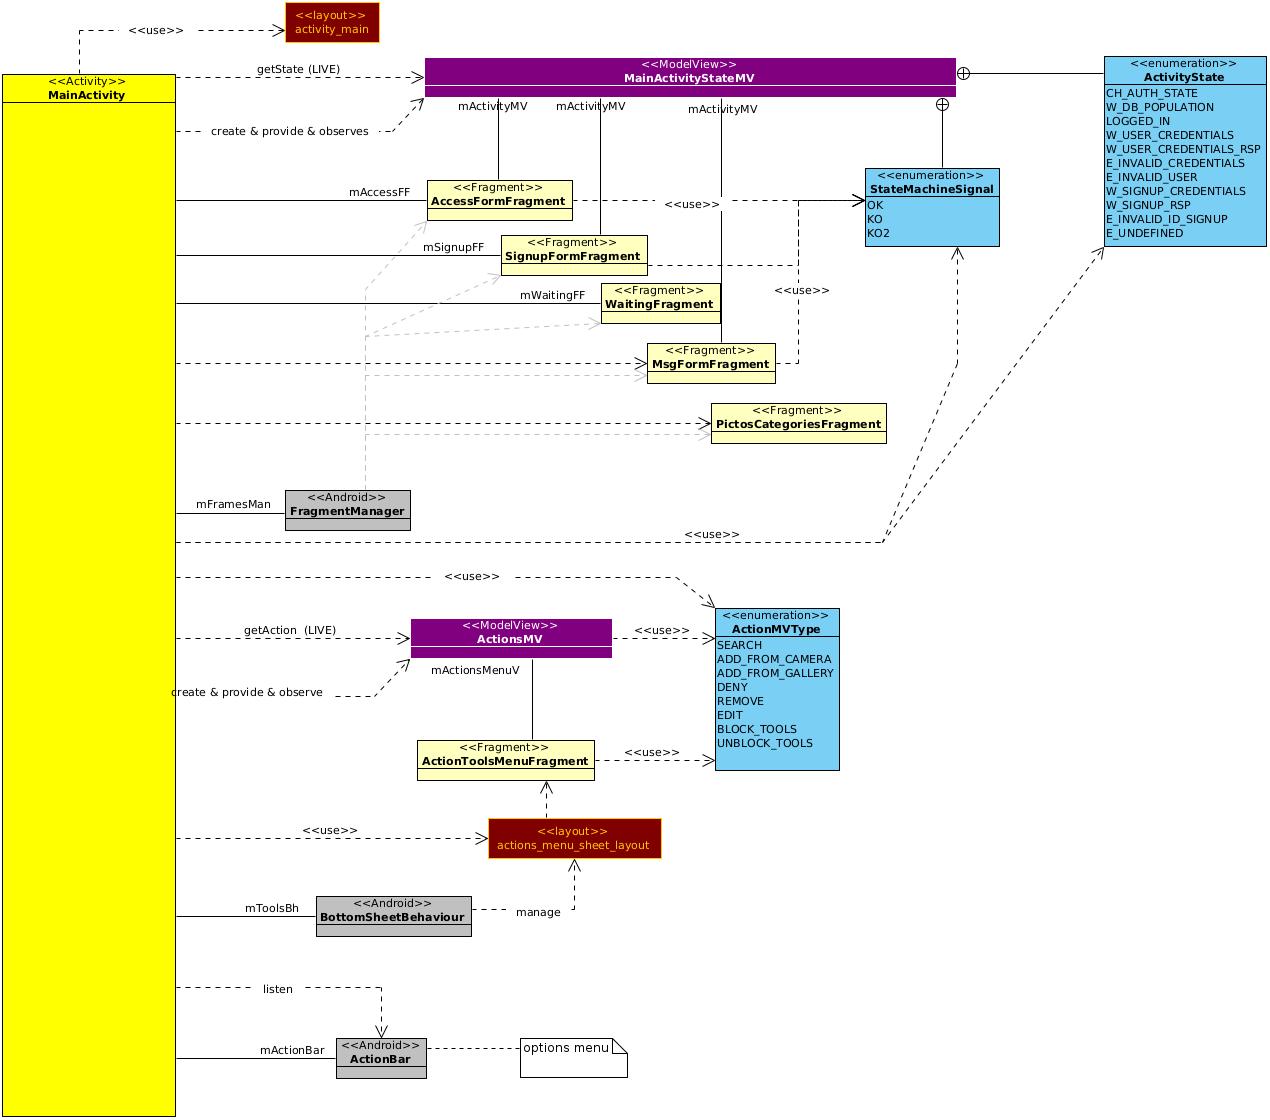 <<layout>>
activity_main
<<use>>
<<Activity>>
MainActivity
getState (LIVE)
<<ModelView>>
MainActivityStateMV
<<enumeration>>
ActivityState
CH_AUTH_STATE
W_DB_POPULATION
LOGGED_IN
W_USER_CREDENTIALS
W_USER_CREDENTIALS_RSP
E_INVALID_CREDENTIALS
E_INVALID_USER
W_SIGNUP_CREDENTIALS
W_SIGNUP_RSP
E_INVALID_ID_SIGNUP
E_UNDEFINED
mActivityMV
mActivityMV
mActivityMV
create & provide & observes
<<enumeration>>
StateMachineSignal
OK
KO
KO2
mAccessFF
<<Fragment>>
AccessFormFragment
<<use>>
mSignupFF
<<Fragment>>
SignupFormFragment
mWaitingFF
<<Fragment>>
WaitingFragment
<<use>>
<<Fragment>>
MsgFormFragment
<<Fragment>>
PictosCategoriesFragment
mFramesMan
<<Android>>
FragmentManager
<<use>>
<<use>>
<<enumeration>>
ActionMVType
SEARCH
ADD_FROM_CAMERA
ADD_FROM_GALLERY
DENY
REMOVE
EDIT
BLOCK_TOOLS
UNBLOCK_TOOLS
getAction  (LIVE)
<<ModelView>>
ActionsMV
<<use>>
mActionsMenuV
create & provide & observe
<<Fragment>>
ActionToolsMenuFragment
<<use>>
<<use>>
<<layout>>
actions_menu_sheet_layout
mToolsBh
<<Android>>
BottomSheetBehaviour
manage
listen
mActionBar
<<Android>>
ActionBar
options menu